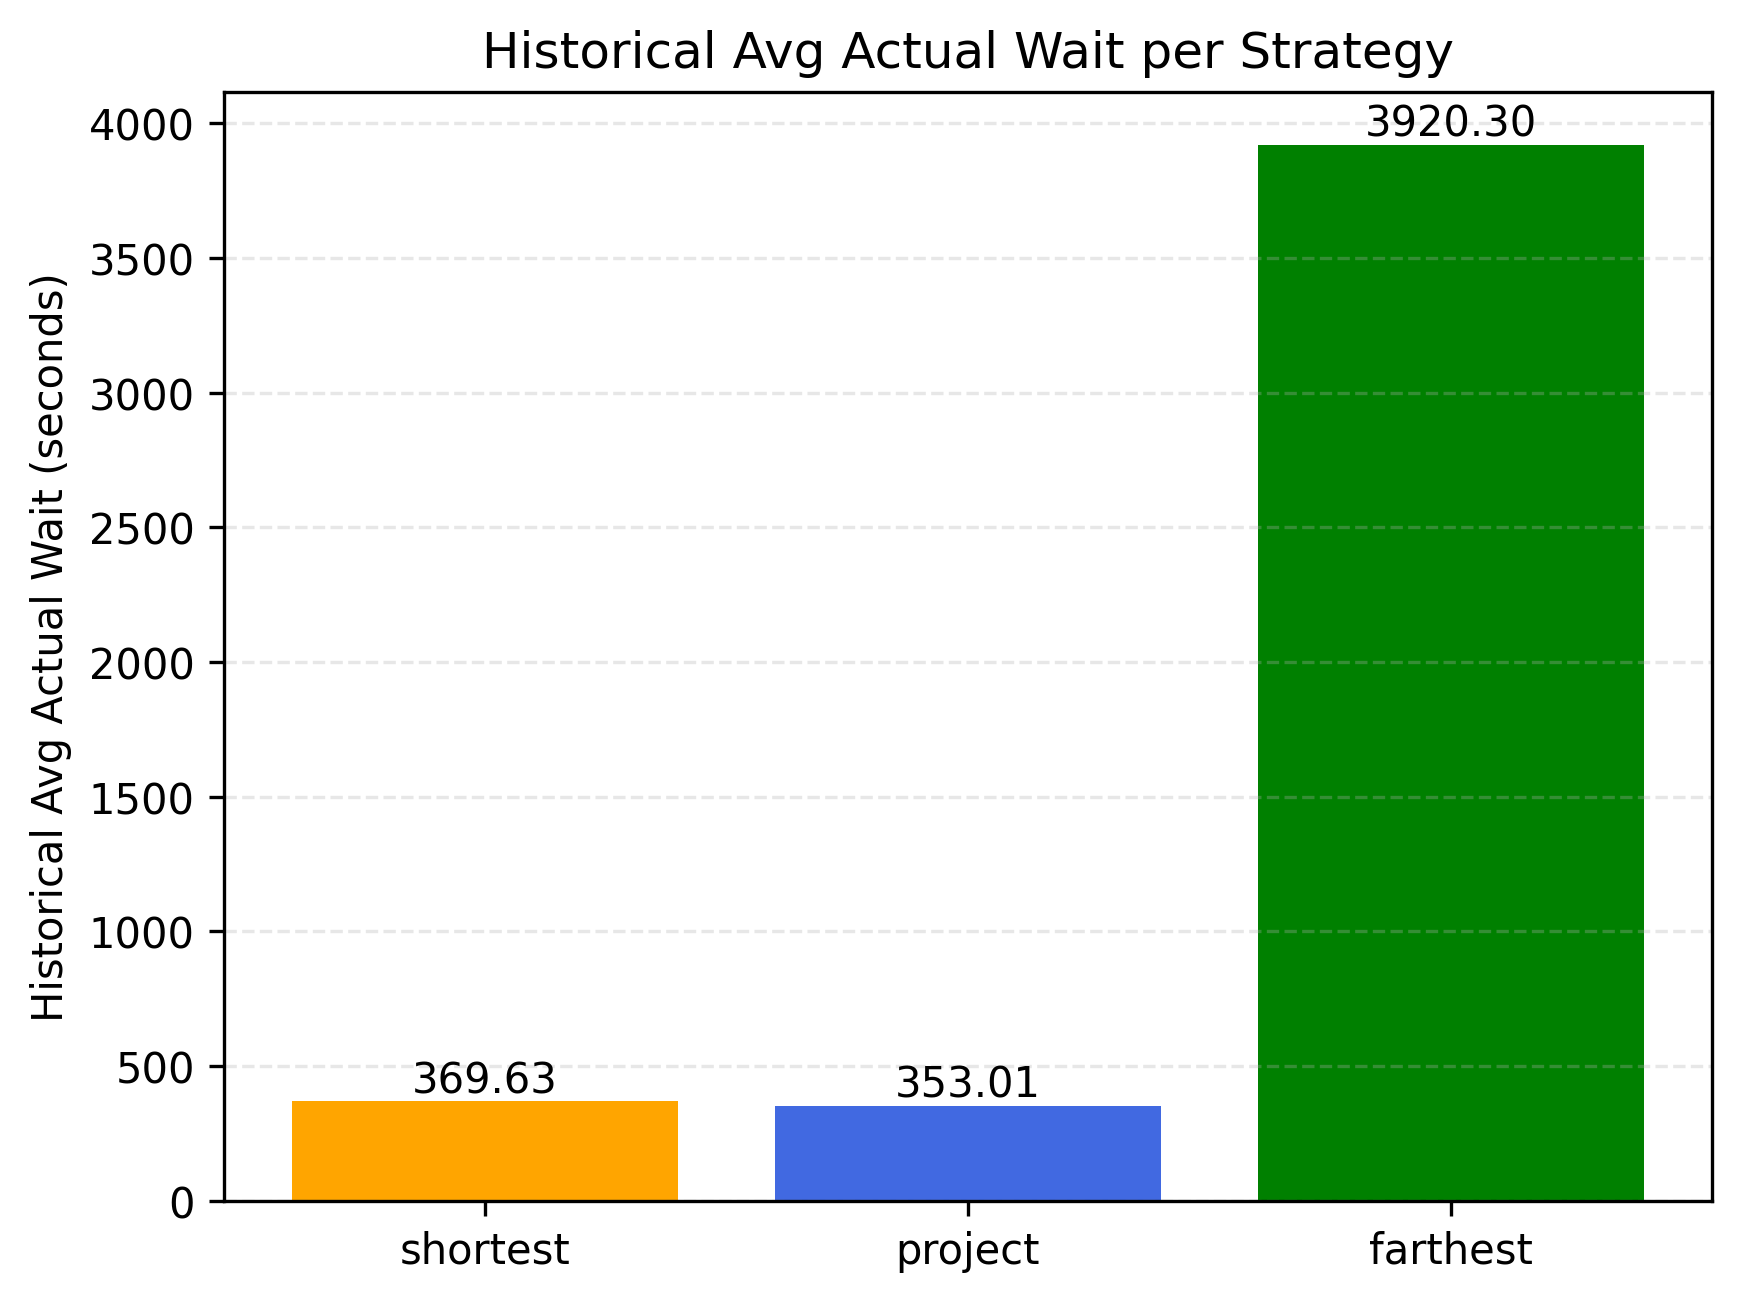 Historical Avg Actual Wait per Strategy
Historical Avg Actual Wait (seconds)
4000
3500
3000
2500
2000
1500
1000
500
0
369.63
353.01
3920.30
shortest
project
farthest